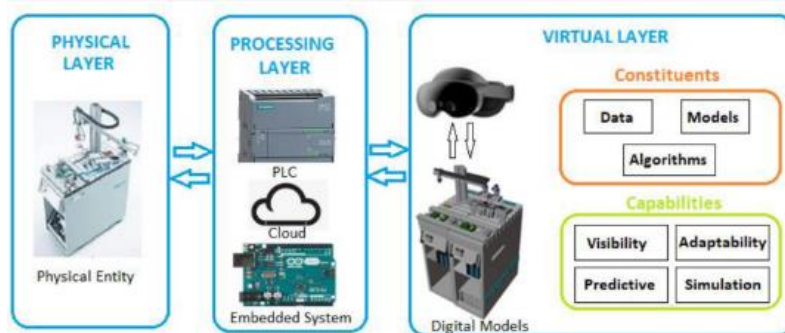 PHYSICAL
LAYER
Physical Entity
PROCESSING
LAYER
PLC
Cloud
Embedded System
VIRTUAL LAYER
Digital Models
Constituents
Data
Models
Algorithms
Capabilities
Visibility
Adaptability
Predictive
Simulation